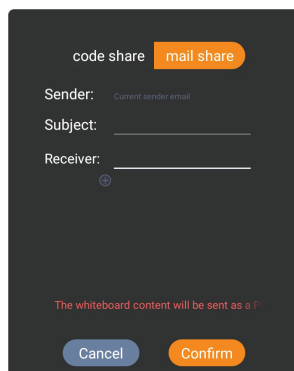 code share mail share
Sender: Current sender email
Subject:
Receiver:
The whiteboard content will be sent as a
Cancel Confirm